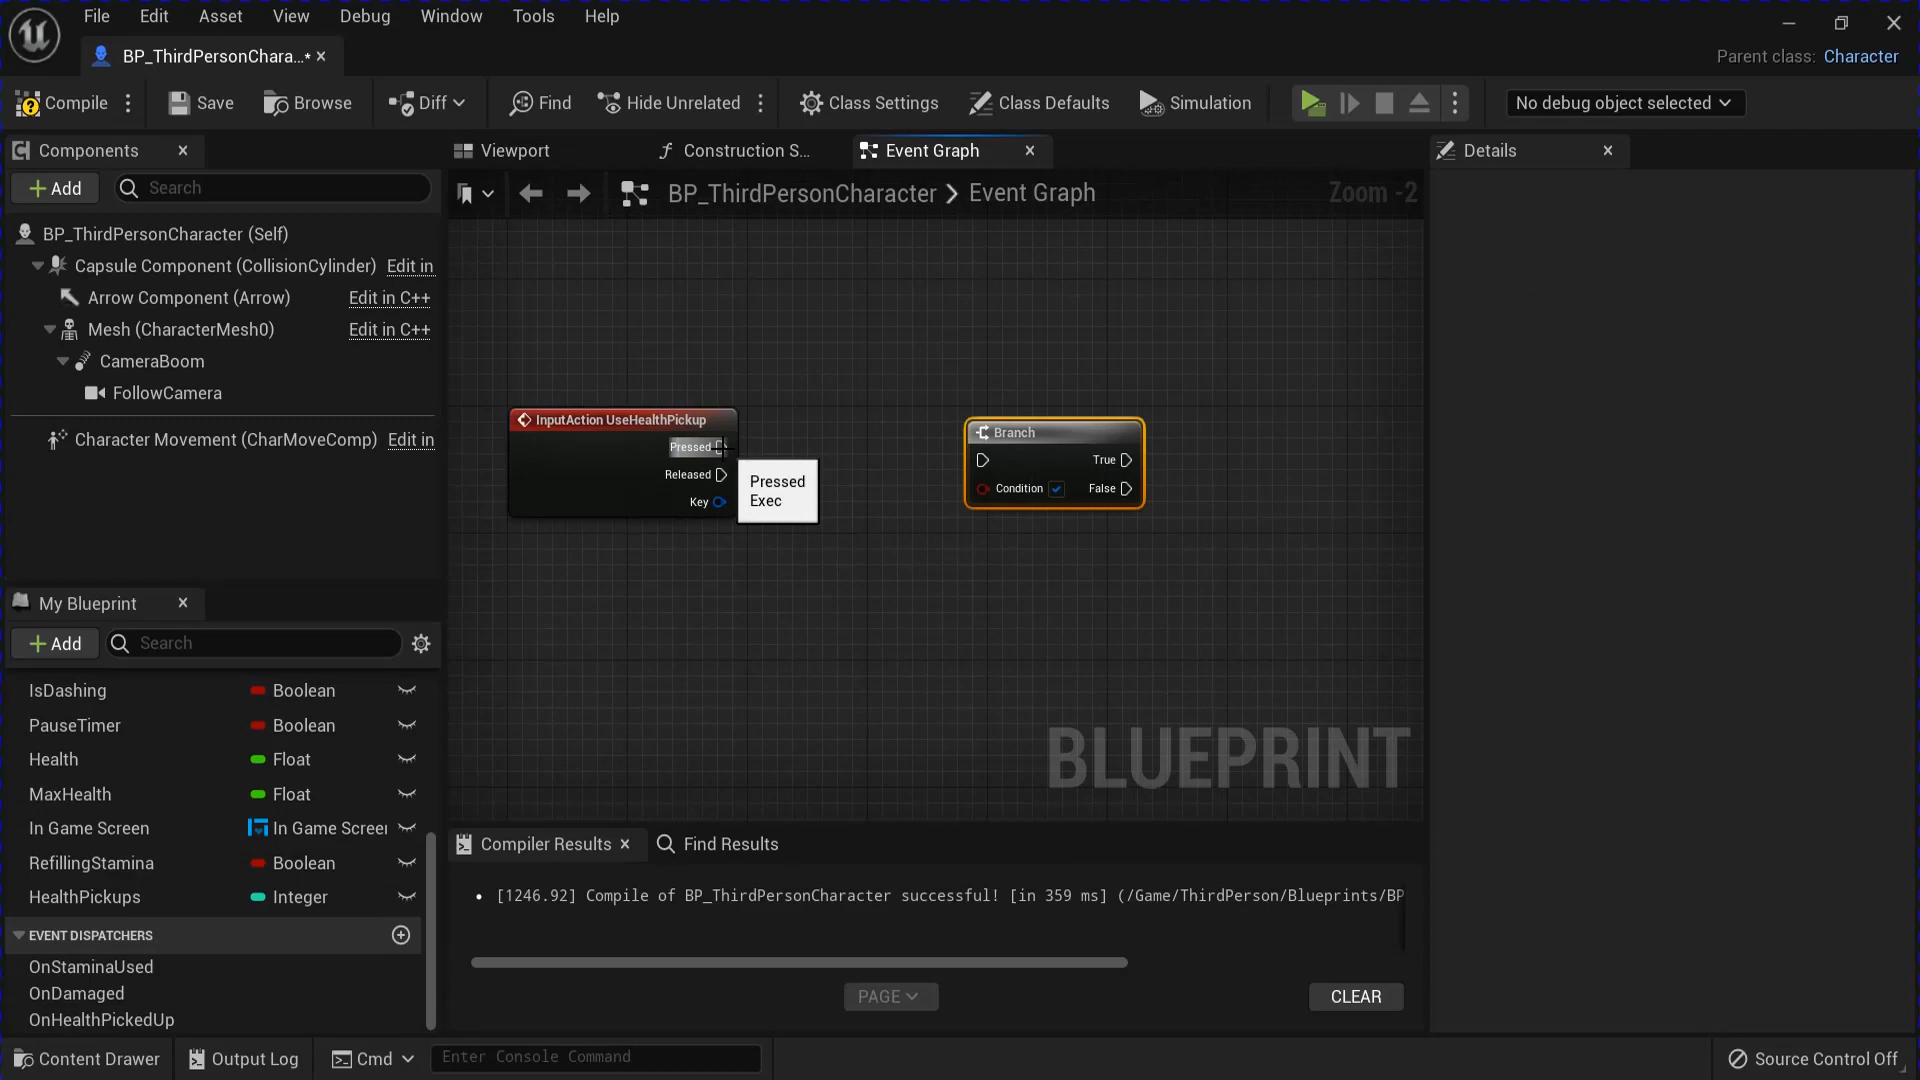 File Edit Asset View Debug Window Tools Help
BP_ThirdPersonChara...*
Parent class: Character
Compile Save Browse Diff Find Hide Unrelated Class Settings Class Defaults Simulation No debug object selected
Components
Add Search
BP_ThirdPersonCharacter (Self)
Capsule Component (CollisionCylinder) Edit in
Arrow Component (Arrow) Edit in C++
Mesh (CharacterMesh0) Edit in C++
CameraBoom
FollowCamera
Character Movement (CharMoveComp) Edit in
My Blueprint
Add Search
IsDashing Boolean
PauseTimer Boolean
Health Float
MaxHealth Float
In Game Screen In Game Screen
RefillingStamina Boolean
HealthPickups Integer
EVENT DISPATCHERS
OnStaminaUsed
OnDamaged
OnHealthPickedUp
Viewport Construction S... Event Graph
BP_ThirdPersonCharacter > Event Graph Zoom -2
InputAction UseHealthPickup
Pressed
Released
Key
Pressed
Exec
Branch
True
Condition False
BLUEPRINT
Compiler Results Find Results
• [1246.92] Compile of BP_ThirdPersonCharacter successful! [in 359 ms] (/Game/ThirdPerson/Blueprints/BP
PAGE CLEAR
Details
Content Drawer Output Log Cmd Enter Console Command Source Control Off